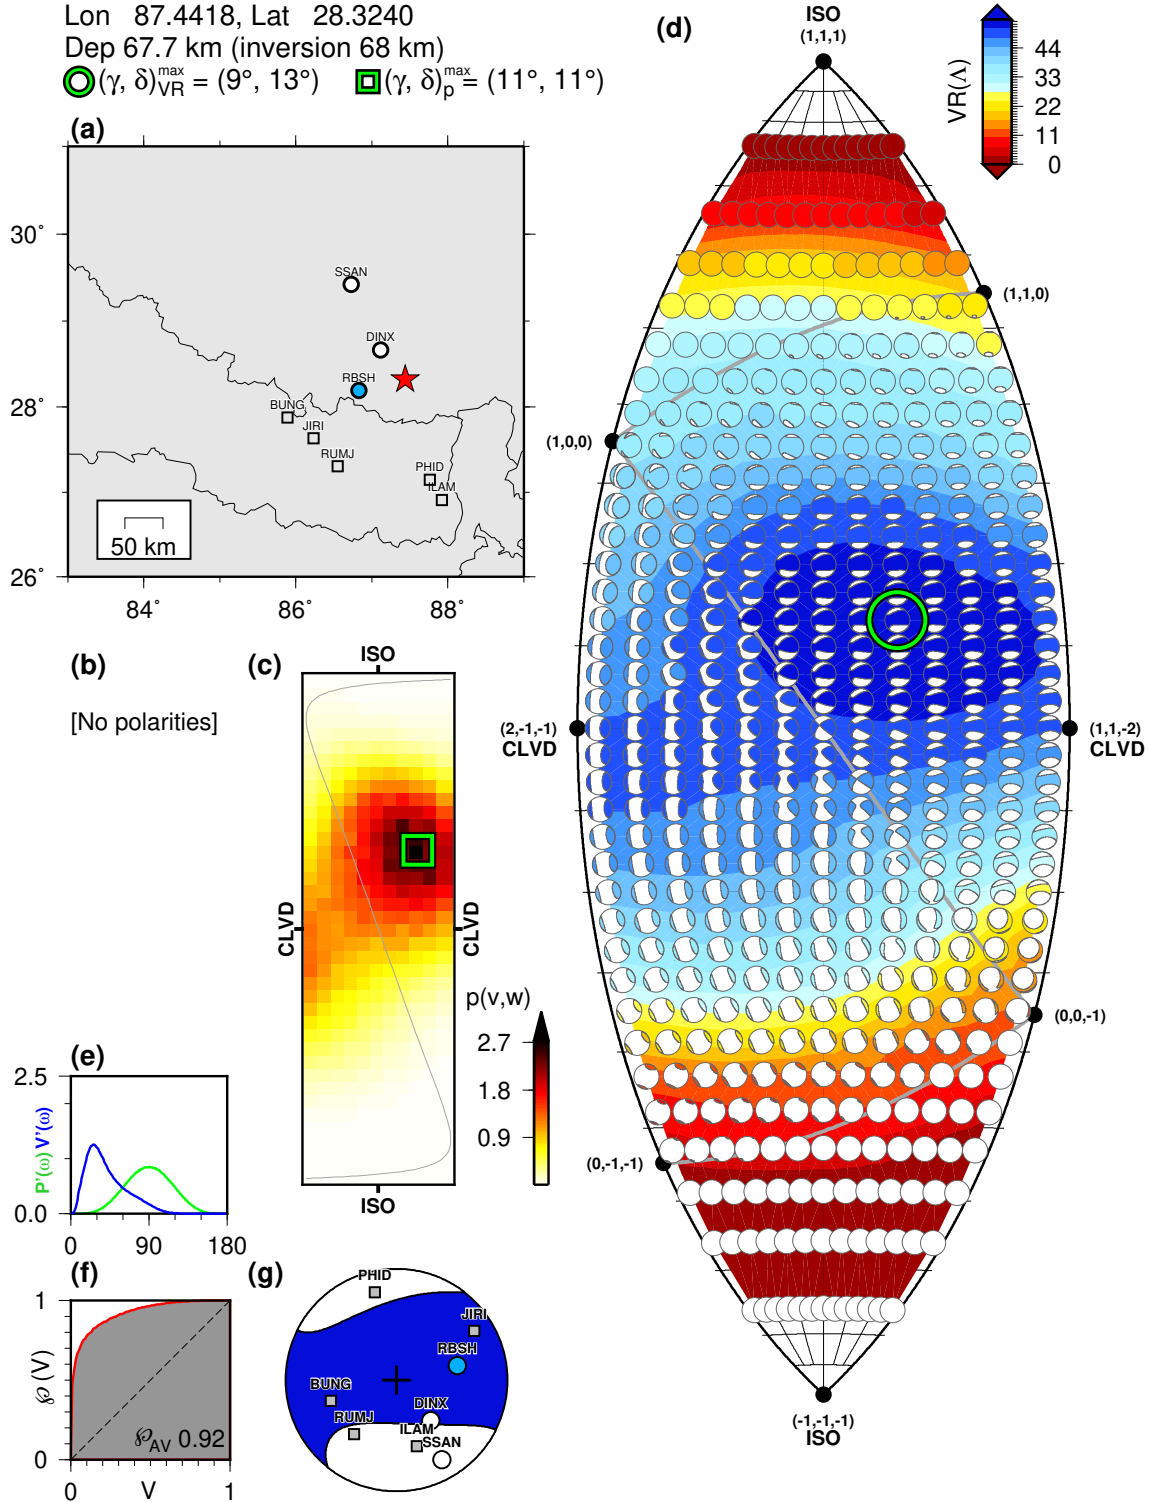 Lon 87.4418, Lat 28.3240
Dep 67.7 km (inversion 68 km)
(γ, δ)VR max = (9°, 13°) (γ, δ)p max = (11°, 11°)
(a)
30˚
28˚
26˚
84˚
86˚
88˚
SSAN
DINX
RBSH
BUNG
JIRI
RUMJ
PHID
ILAM
50 km
(b)
[No polarities]
(c)
ISO
CLVD
CLVD
ISO
p(v,w)
2.7
1.8
0.9
(d)
ISO
(1,1,1)
VR(Λ)
44
33
22
11
0
(1,1,0)
(1,0,0)
(2,-1,-1)
CLVD
(1,1,-2)
CLVD
(0,0,-1)
(0,-1,-1)
(-1,-1,-1)
ISO
(e)
2.5
0.0
P'(ω) V'(ω)
0
90
180
(f)
1
0
℘(V)
℘AV 0.92
0
V
1
(g)
PHID
JIRI
RBSH
BUNG
DINX
RUMJ
ILAM
SSAN